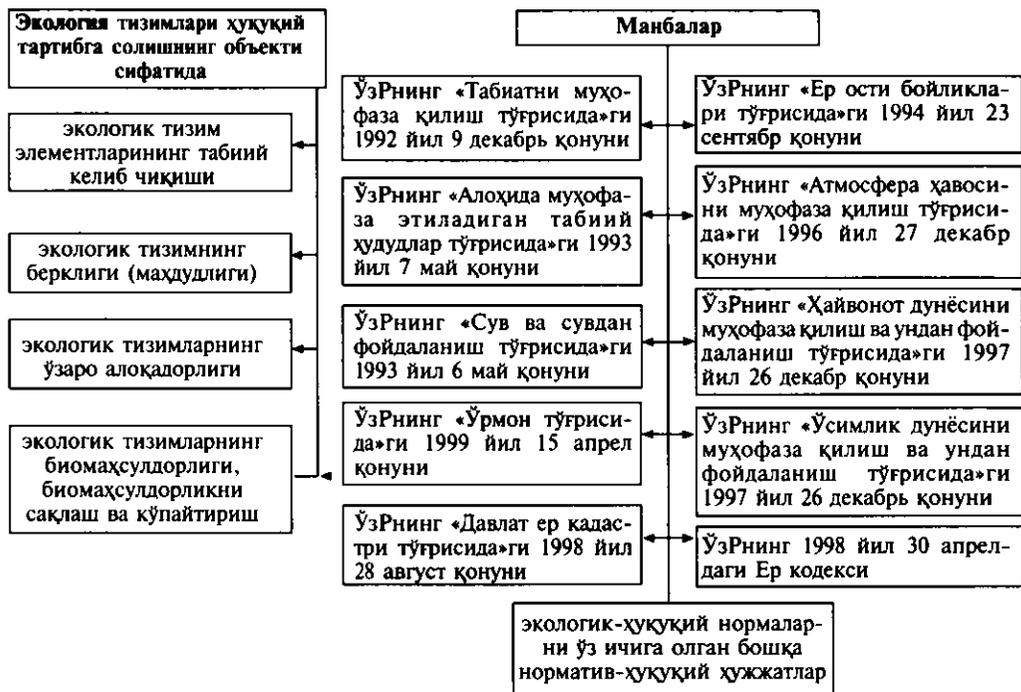 Экология тизимлари ҳуқуқий
тартибга солишнинг объекти
сифатида
экологик тизим
элементларининг табиий
келиб чиқиши
экологик тизимнинг
берклиги (маҳдудлиги)
экологик тизимларнинг
ўзаро алоқадорлиги
экологик тизимларнинг
биомаҳсулдорлиги,
биомаҳсулдорликни
сақлаш ва кўпайтириш
Манбалар
ЎзРнинг «Табиатни муҳо-
фаза қилиш тўғрисида»ги
1992 йил 9 декабрь қонуни
ЎзРнинг «Ер ости бойликла-
ри тўғрисида»ги 1994 йил 23
сентябр қонуни
ЎзРнинг «Алоҳида муҳофа-
за этиладиган табиий
ҳудудлар тўғрисида»ги 1993
йил 7 май қонуни
ЎзРнинг «Атмосфера ҳавоси-
ни муҳофаза қилиш тўғриси-
да»ги 1996 йил 27 декабр
қонуни
ЎзРнинг «Сув ва сувдан
фойдаланиш тўғрисида»ги
1993 йил 6 май қонуни
ЎзРнинг «Ҳайвонот дунёсини
муҳофаза қилиш ва ундан фой-
даланиш тўғрисида»ги 1997
йил 26 декабр қонуни
ЎзРнинг «Ўрмон тўғриси-
да»ги 1999 йил 15 апрел
қонуни
ЎзРнинг «Ўсимлик дунёсини
муҳофаза қилиш ва ундан
фойдаланиш тўғрисида»ги
1997 йил 26 декабрь қонуни
ЎзРнинг «Давлат ер кадас-
три тўғрисида»ги 1998 йил
28 август қонуни
ЎзРнинг 1998 йил 30 апрел-
даги Ер кодекси
экологик-ҳуқуқий нормалар-
ни ўз ичига олган бошқа
норматив-ҳуқуқий ҳужжатлар